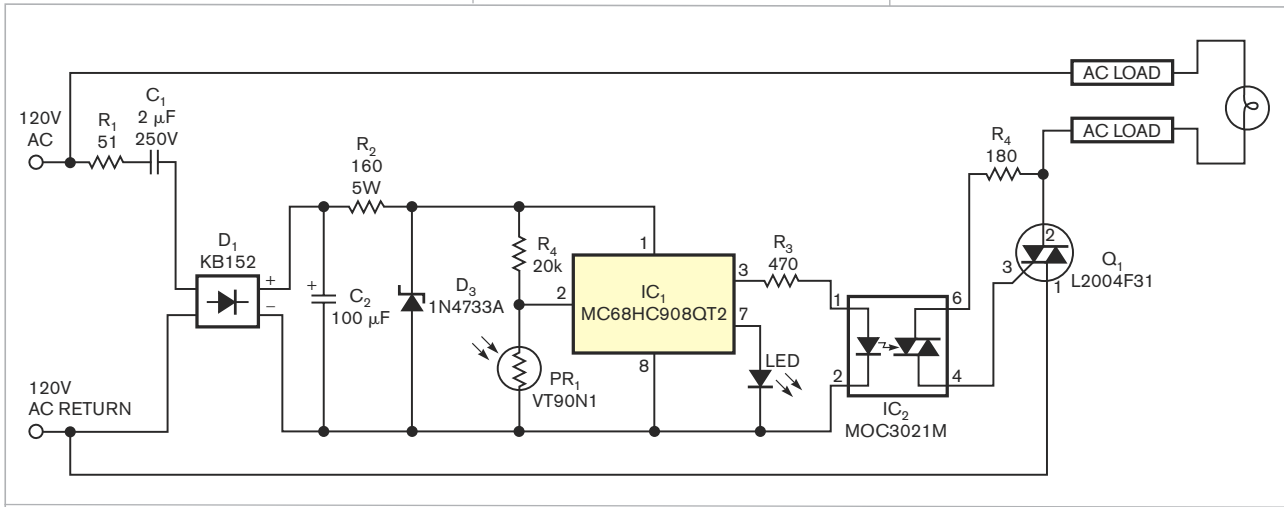 120V
AC
R1
51
C1
2 μF
250V
D1
KB152
+
−
120V
AC RETURN
+
C2
100 μF
R2
160
5W
D3
1N4733A
R4
20k
PR1
VT90N1
1
2
IC1
MC68HC908QT2
3
7
8
R3
470
LED
1
2
6
4
IC2
MOC3021M
R4
180
AC LOAD
AC LOAD
2
3
1
Q1
L2004F31